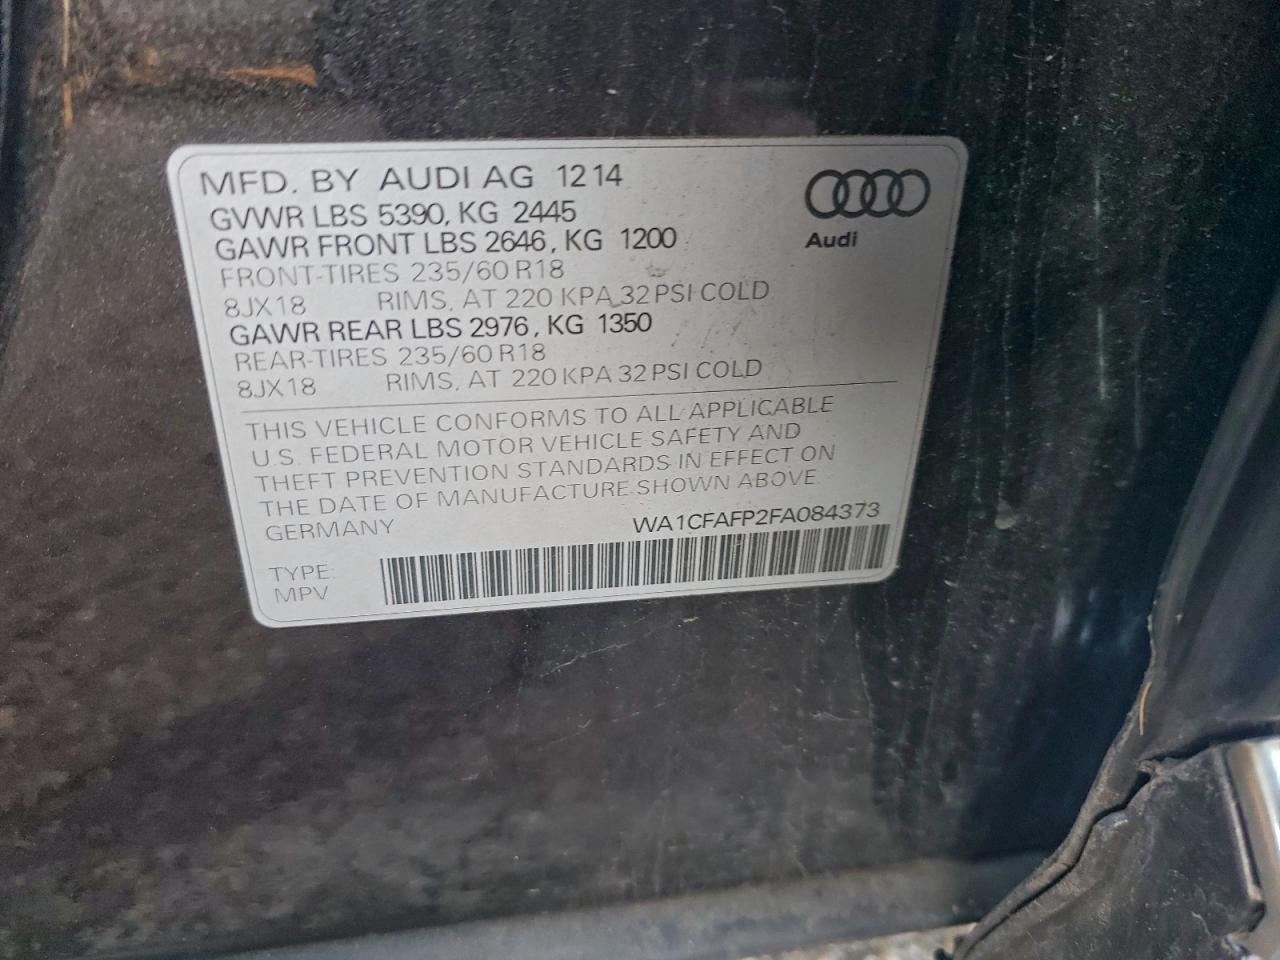 MFD. BY AUDI AG 12 14
GVWR LBS 5390, KG 2445
GAWR FRONT LBS 2646, KG 1200
FRONT-TIRES 235/60 R18
8JX18 RIMS, AT 220 KPA 32 PSI COLD
GAWR REAR LBS 2976, KG 1350
REAR-TIRES 235/60 R18
8JX18 RIMS, AT 220 KPA 32 PSI COLD
Audi
THIS VEHICLE CONFORMS TO ALL APPLICABLE
U.S. FEDERAL MOTOR VEHICLE SAFETY AND
THEFT PREVENTION STANDARDS IN EFFECT ON
THE DATE OF MANUFACTURE SHOWN ABOVE.
GERMANY WA1CFAFP2FA084373
TYPE:
MPV